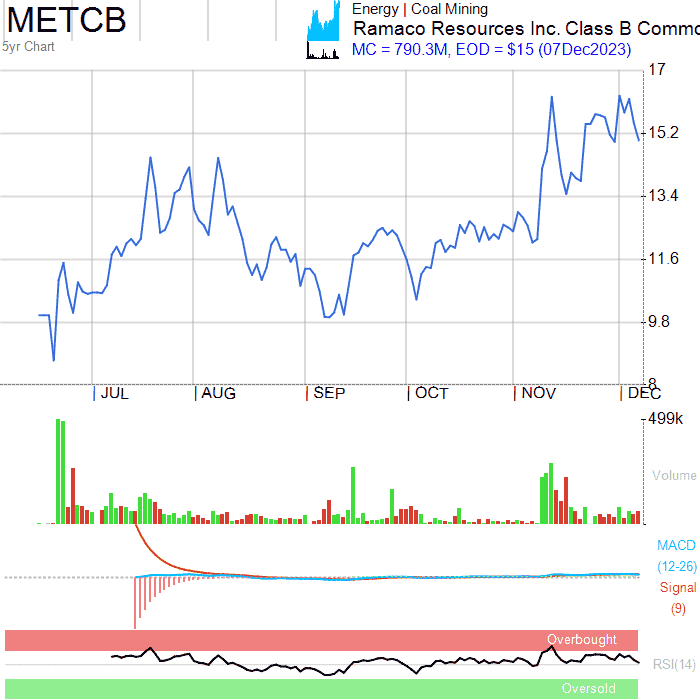 METCB
5yr Chart
Energy | Coal Mining
Ramaco Resources Inc. Class B Commo
MC = 790.3M, EOD = $15 (07Dec2023)
17
15.2
13.4
11.6
9.8
8
JUL AUG SEP OCT NOV DEC
499k
Volume
MACD
(12-26)
Signal
(9)
Overbought
RSI(14)
Oversold